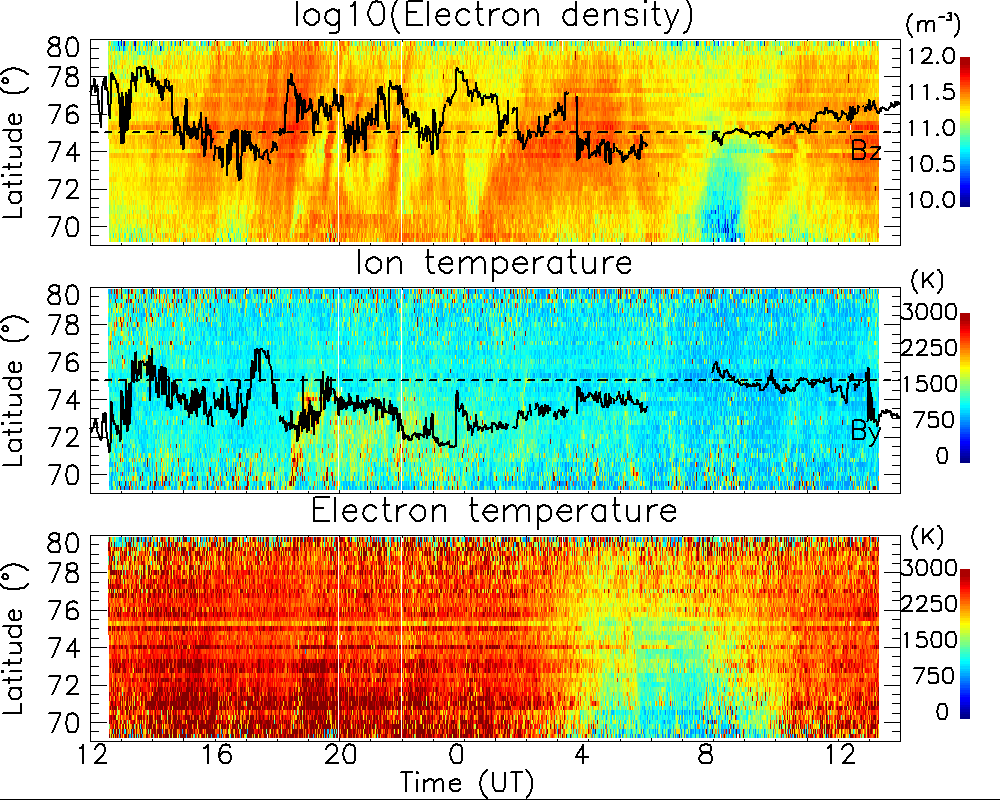 log10(Electron density)
(m⁻³)
80
78
76
74
72
70
Latitude (°)
Bz
12.0
11.5
11.0
10.5
10.0
Ion temperature
(K)
80
78
76
74
72
70
Latitude (°)
By
3000
2250
1500
750
0
Electron temperature
(K)
80
78
76
74
72
70
Latitude (°)
3000
2250
1500
750
0
12 16 20 0 4 8 12
Time (UT)